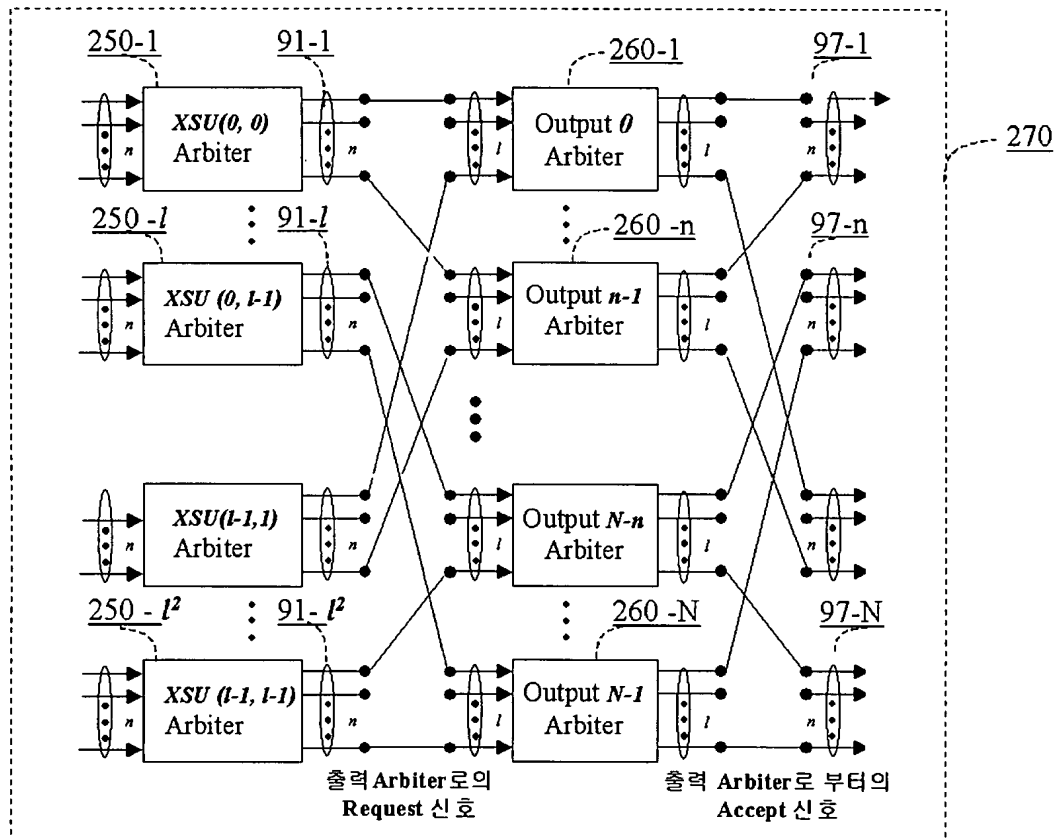 250-1
91-1
260-1
97-1
XSU(0, 0)
Arbiter
n
n
l
Output 0
Arbiter
l
n
270
250 -l
91-l
260 -n
97-n
XSU (0, l-1)
Arbiter
n
n
l
Output n-1
Arbiter
l
n
XSU(l-1,1)
Arbiter
n
n
l
Output N-n
Arbiter
l
n
250 - l²
91- l²
260 -N
97-N
XSU (l-1, l-1)
Arbiter
n
n
l
Output N-1
Arbiter
l
n
출력 Arbiter로의
Request 신호
출력 Arbiter로 부터의
Accept 신호